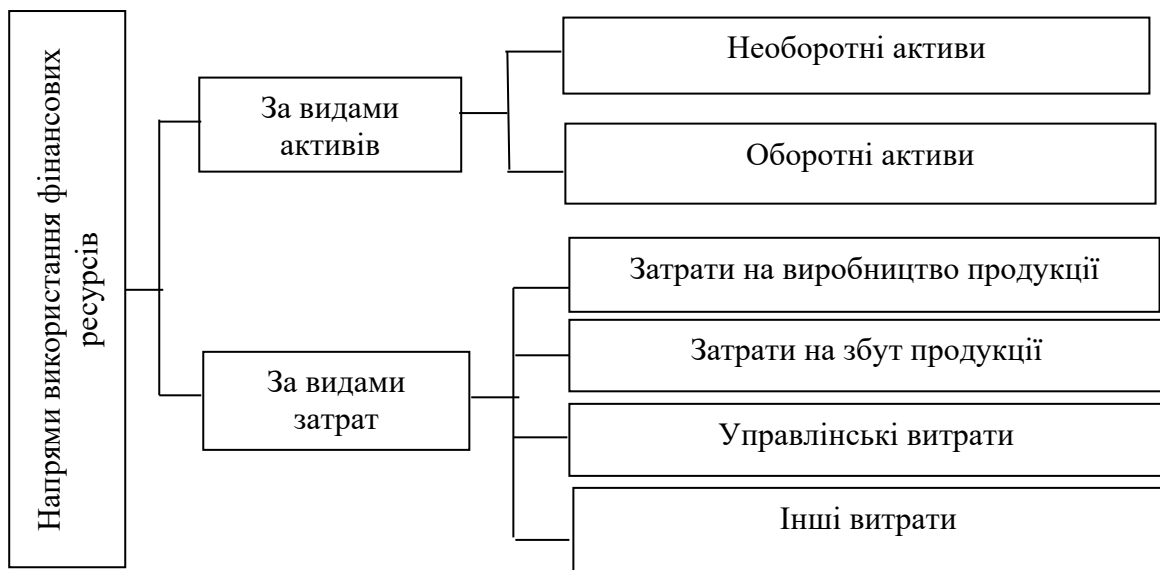 Напрями використання фінансових
ресурсів
За видами
активів
Необоротні активи
Оборотні активи
За видами
затрат
Затрати на виробництво продукції
Затрати на збут продукції
Управлінські витрати
Інші витрати